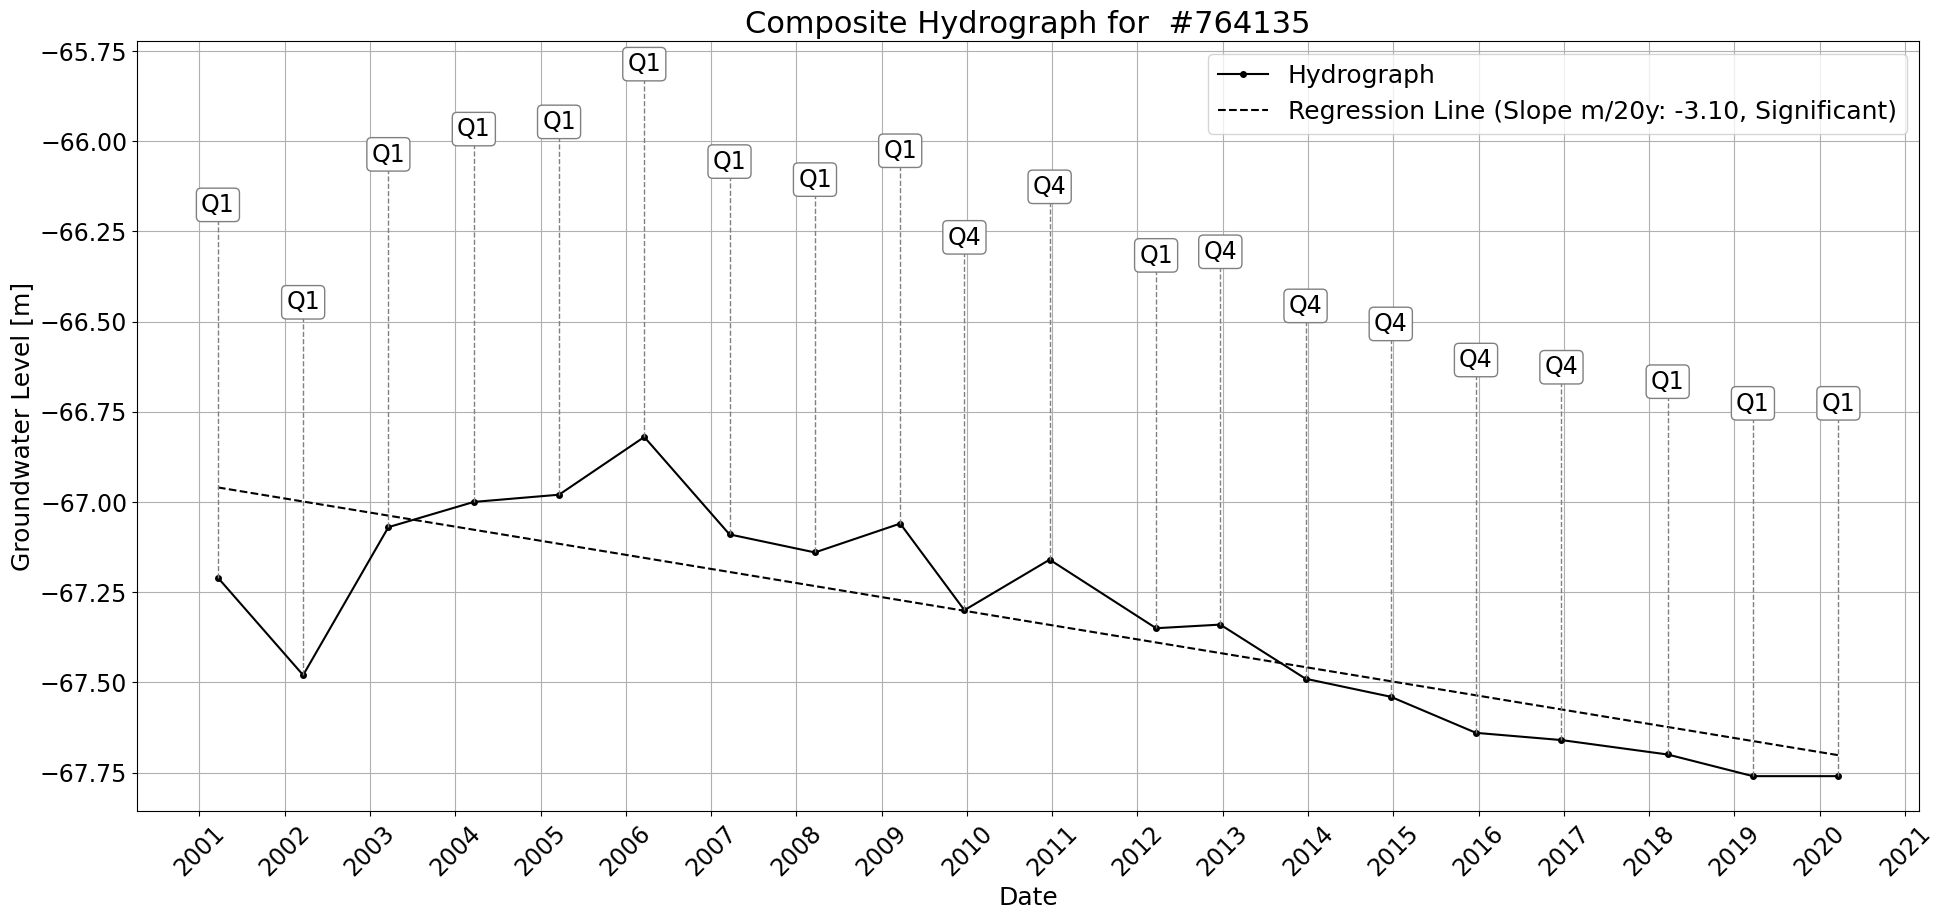 Composite Hydrograph for  #764135
Hydrograph
Regression Line (Slope m/20y: -3.10, Significant)
Groundwater Level [m]
−65.75
−66.00
−66.25
−66.50
−66.75
−67.00
−67.25
−67.50
−67.75
Q1
Q1
Q1
Q1
Q1
Q1
Q1
Q1
Q1
Q4
Q4
Q1
Q4
Q4
Q4
Q4
Q4
Q1
Q1
Q1
2001
2002
2003
2004
2005
2006
2007
2008
2009
2010
2011
2012
2013
2014
2015
2016
2017
2018
2019
2020
2021
Date